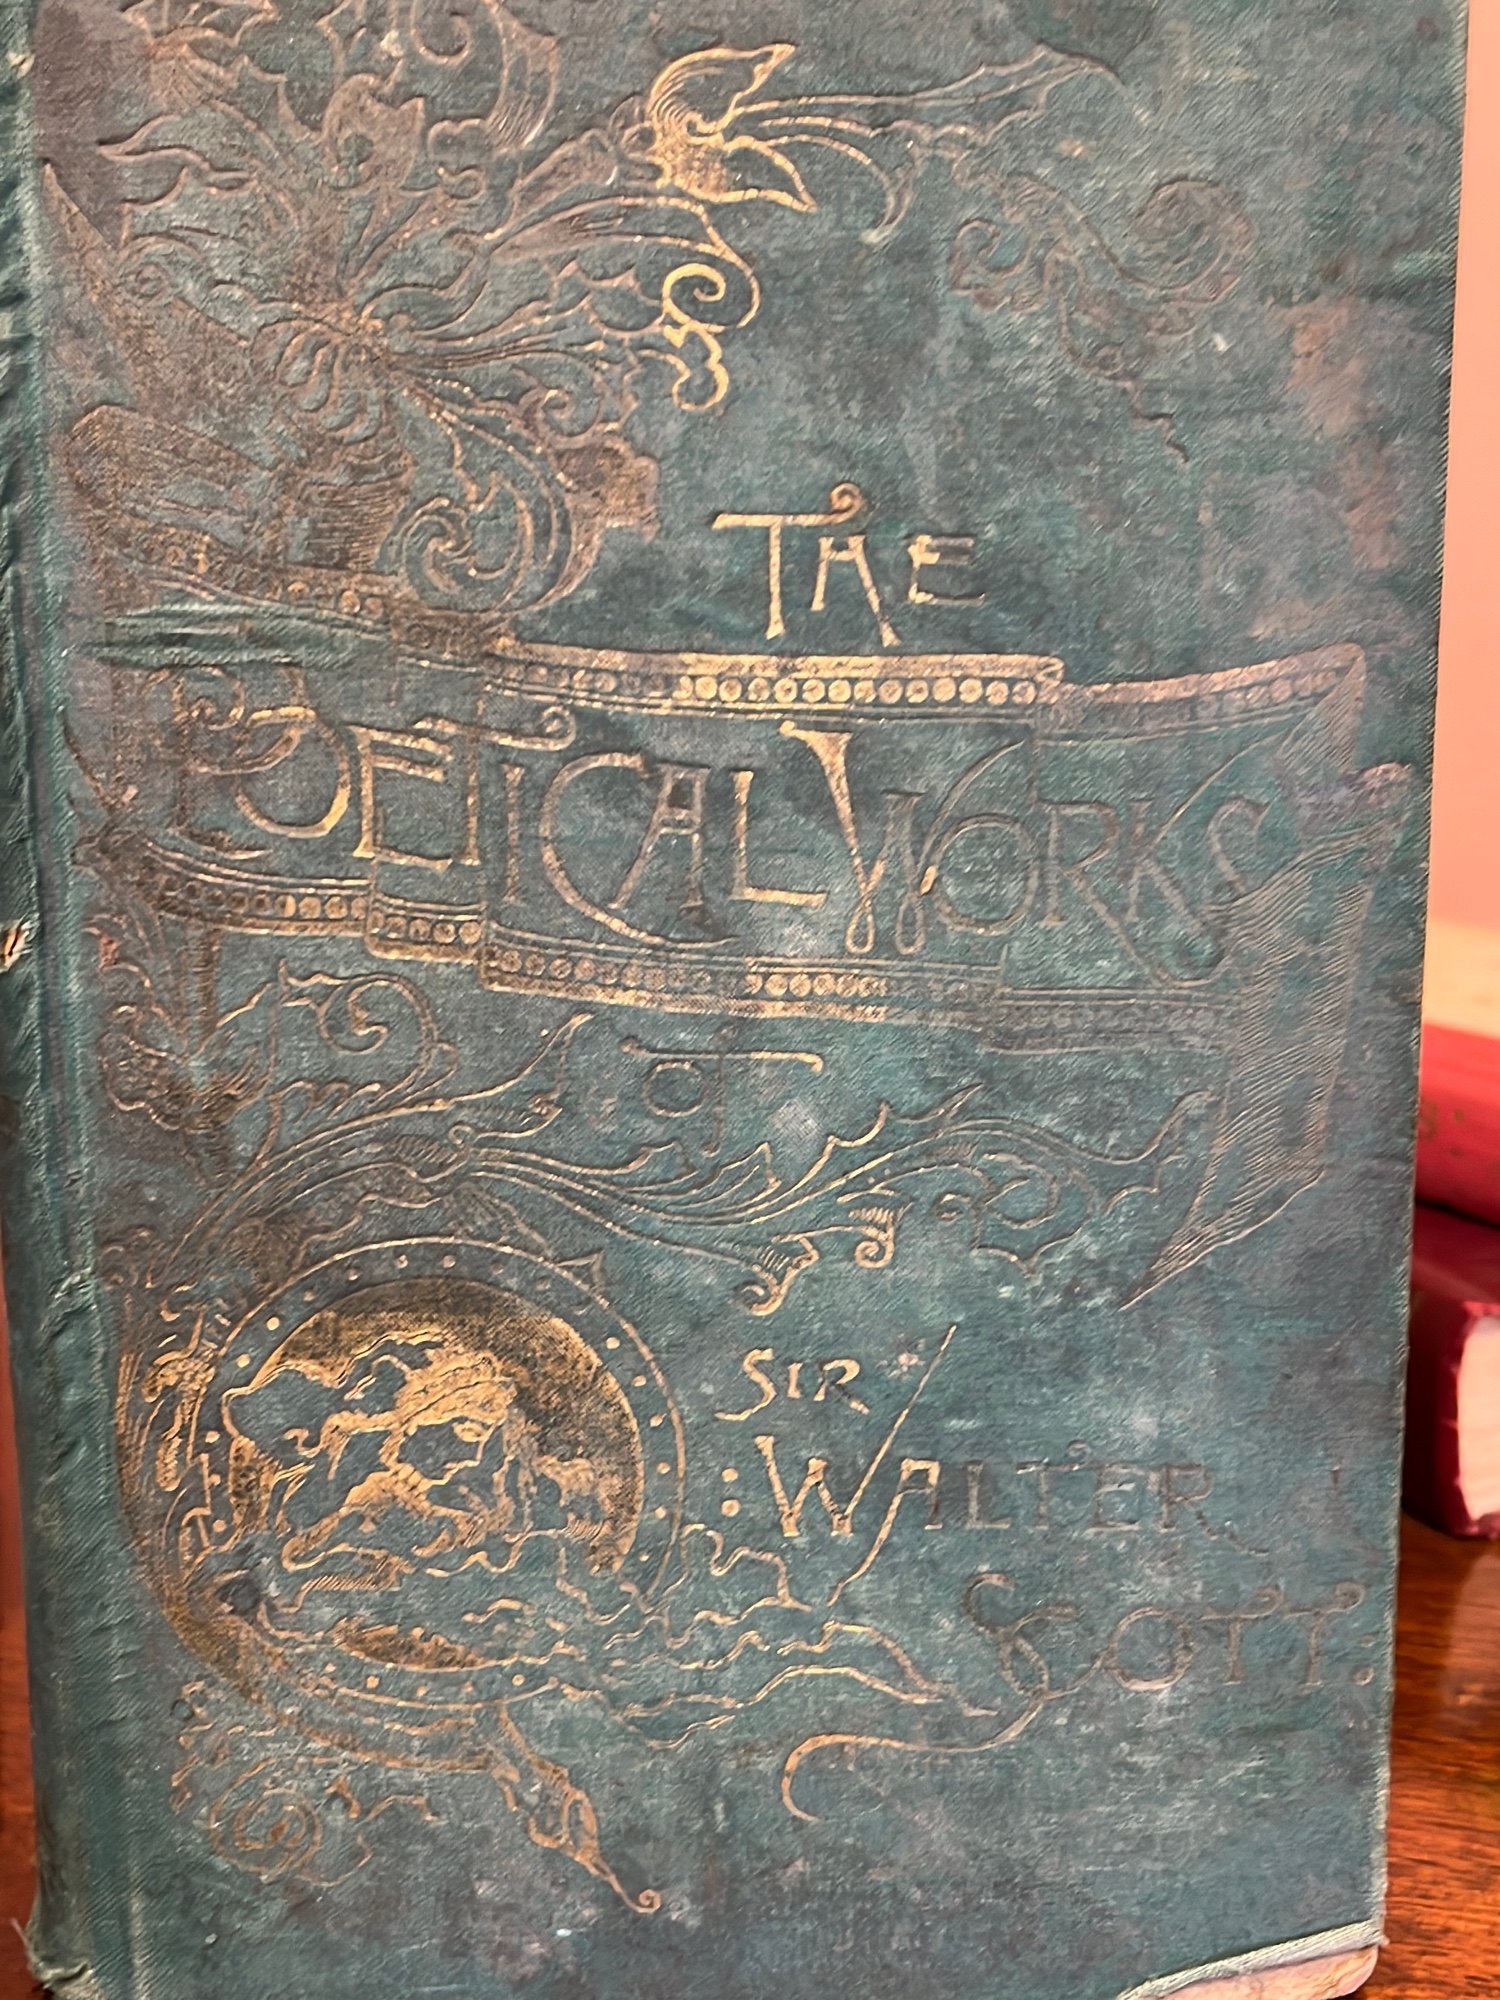 THE
POETICAL WORKS
of
SIR
:WALTER
SCOTT: